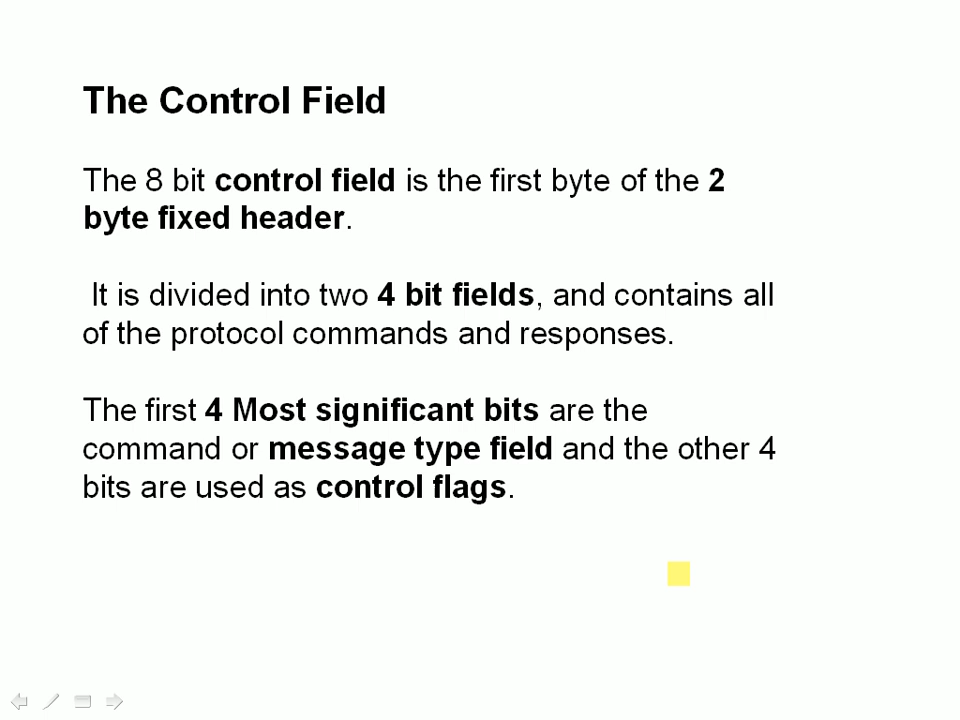 The Control Field
The 8 bit control field is the first byte of the 2
byte fixed header.
It is divided into two 4 bit fields, and contains all
of the protocol commands and responses.
The first 4 Most significant bits are the
command or message type field and the other 4
bits are used as control flags.